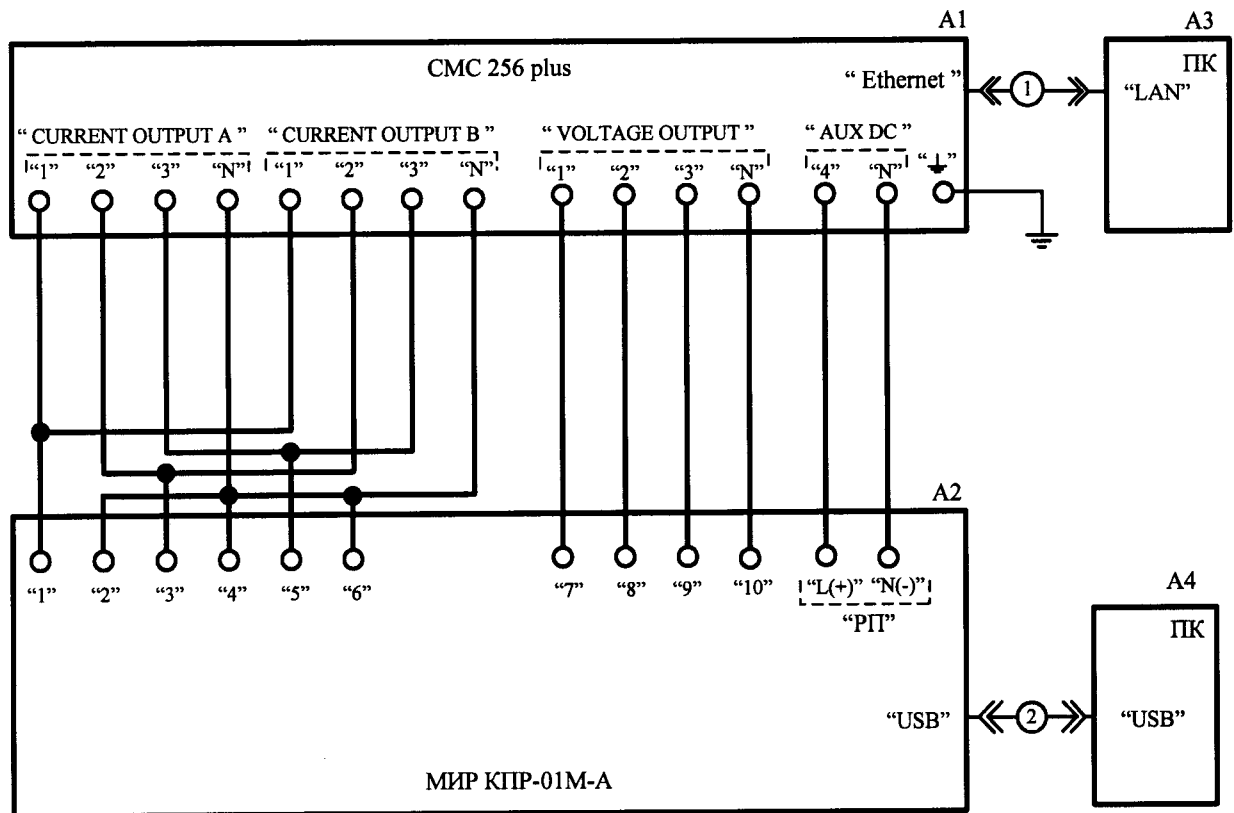 A1
A3
CMC 256 plus
“ Ethernet ”
1
ПК
“LAN”
“ CURRENT OUTPUT A ”
“ CURRENT OUTPUT B ”
“ VOLTAGE OUTPUT ”
“ AUX DC ”
“⏚”
“1” “2” “3” “N” “1” “2” “3” “N” “1” “2” “3” “N” “4” “N”
A2
“1” “2” “3” “4” “5” “6” “7” “8” “9” “10” “L(+)” “N(-)”
“РП”
A4
ПК
“USB”
2
“USB”
МИР КПР-01М-А